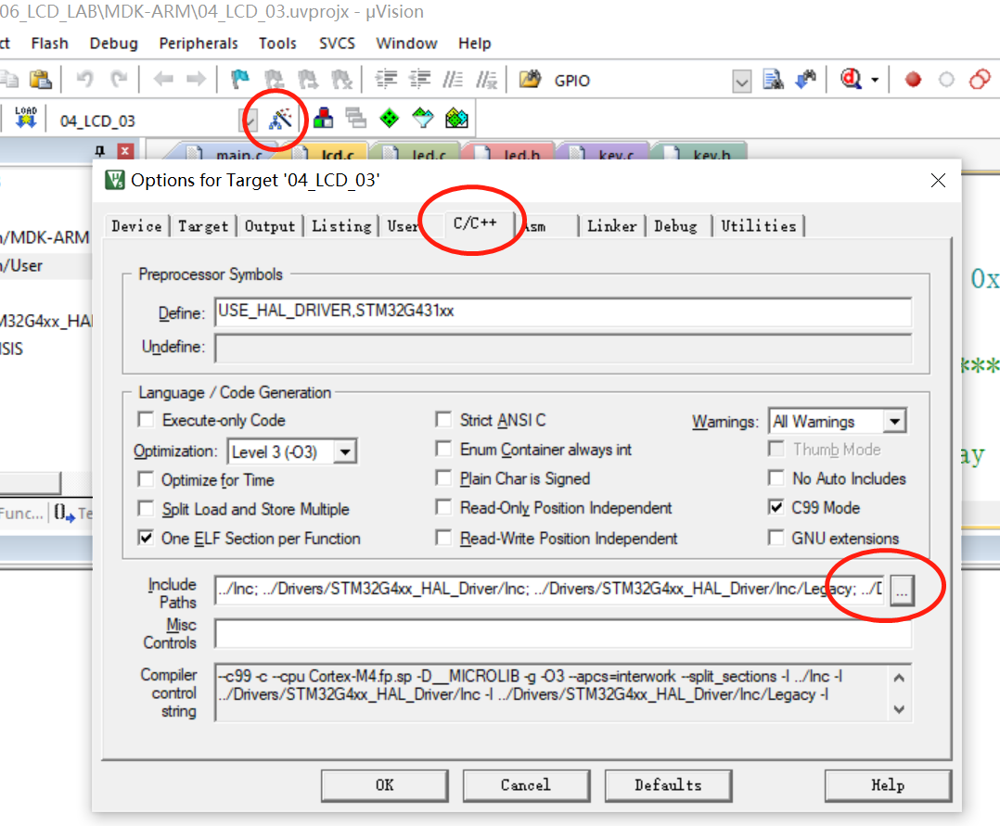 06_LCD_LAB\MDK-ARM\04_LCD_03.uvprojx - µVision
ct Flash Debug Peripherals Tools SVCS Window Help
GPIO
LOAD 04_LCD_03
main.c lcd.c led.c led.h key.c key.h
Options for Target '04_LCD_03'
Device Target Output Listing User C/C++ Asm Linker Debug Utilities
n/MDK-ARM
n/User
M32G4xx_HAL
SIS
0x
***
ay
Func... Te
Preprocessor Symbols
Define: USE_HAL_DRIVER,STM32G431xx
Undefine:
Language / Code Generation
Execute-only Code Strict ANSI C Warnings: All Warnings
Optimization: Level 3 (-O3) Enum Container always int Thumb Mode
Optimize for Time Plain Char is Signed No Auto Includes
Split Load and Store Multiple Read-Only Position Independent C99 Mode
One ELF Section per Function Read-Write Position Independent GNU extensions
Include
Paths ../Inc; ../Drivers/STM32G4xx_HAL_Driver/Inc; ../Drivers/STM32G4xx_HAL_Driver/Inc/Legacy; ../D ...
Misc
Controls
Compiler
control
string
--c99 -c --cpu Cortex-M4.fp.sp -D__MICROLIB -g -O3 --apcs=interwork --split_sections -I ../Inc -I
../Drivers/STM32G4xx_HAL_Driver/Inc -I ../Drivers/STM32G4xx_HAL_Driver/Inc/Legacy -I
OK Cancel Defaults Help